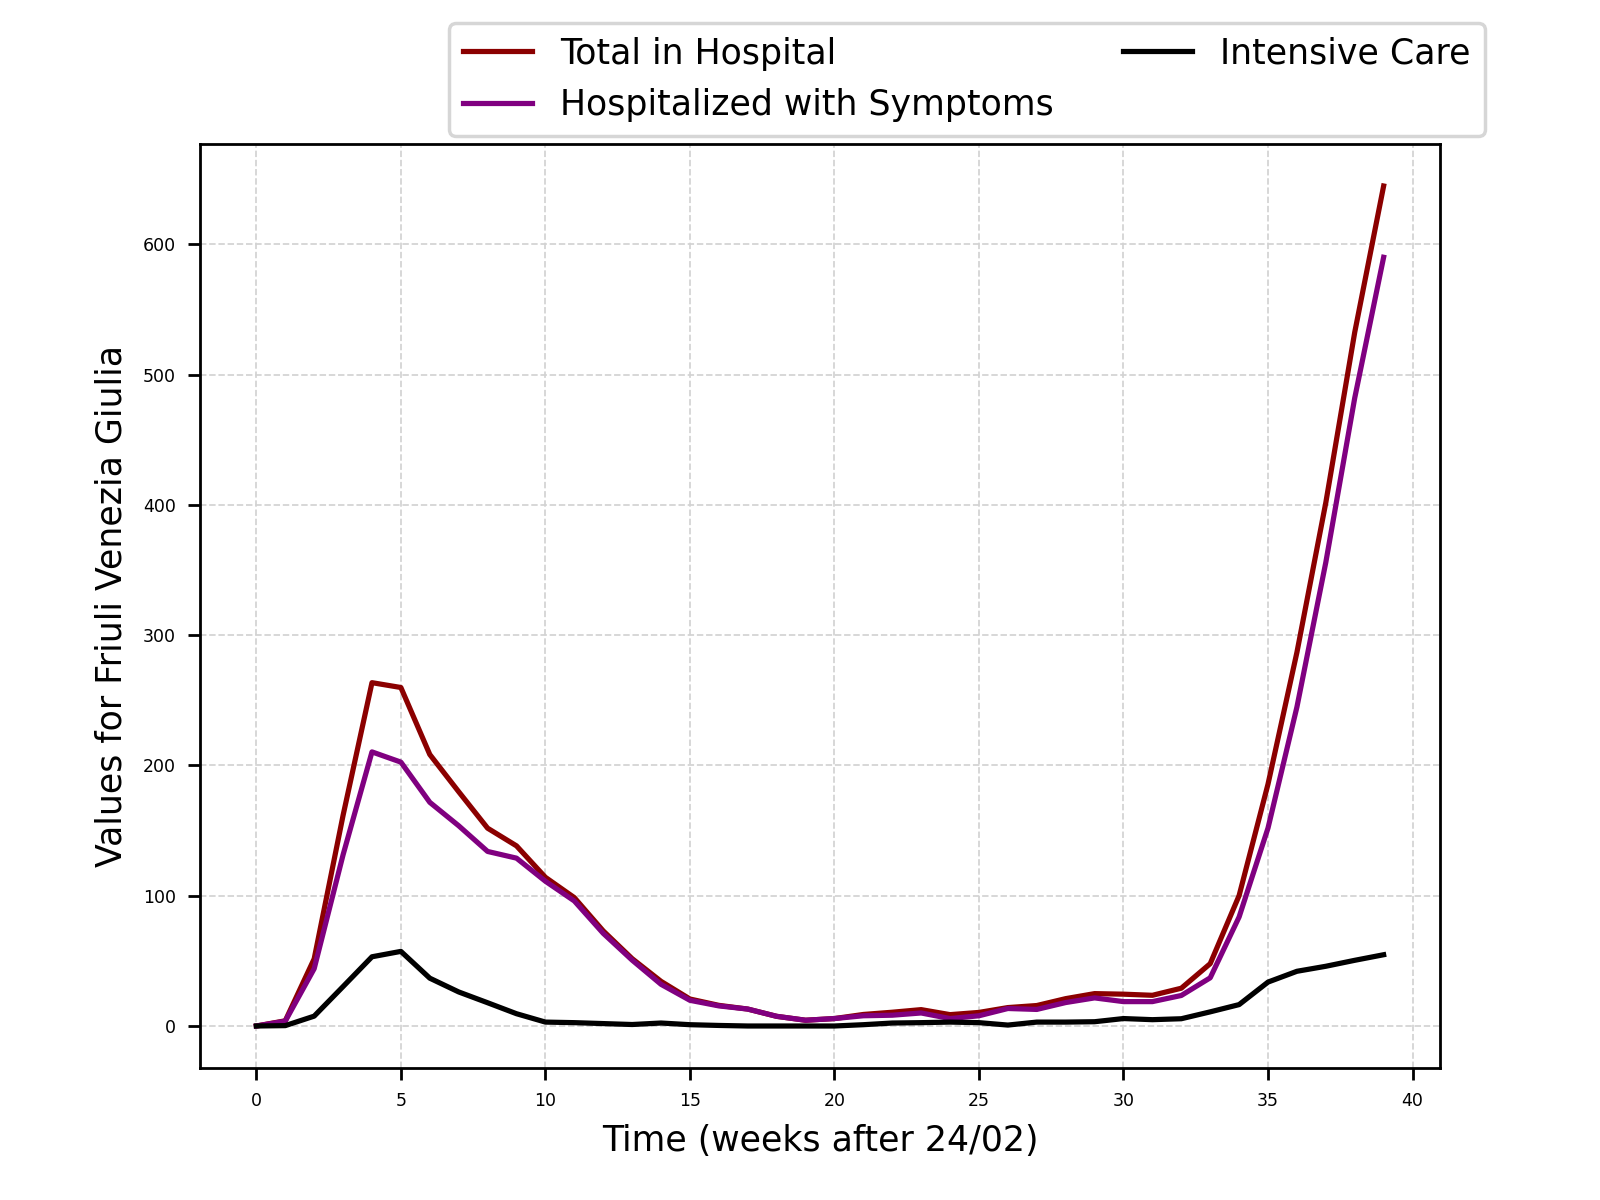 Total in Hospital
Hospitalized with Symptoms
Intensive Care
Values for Friuli Venezia Giulia
600
500
400
300
200
100
0
0 5 10 15 20 25 30 35 40
Time (weeks after 24/02)